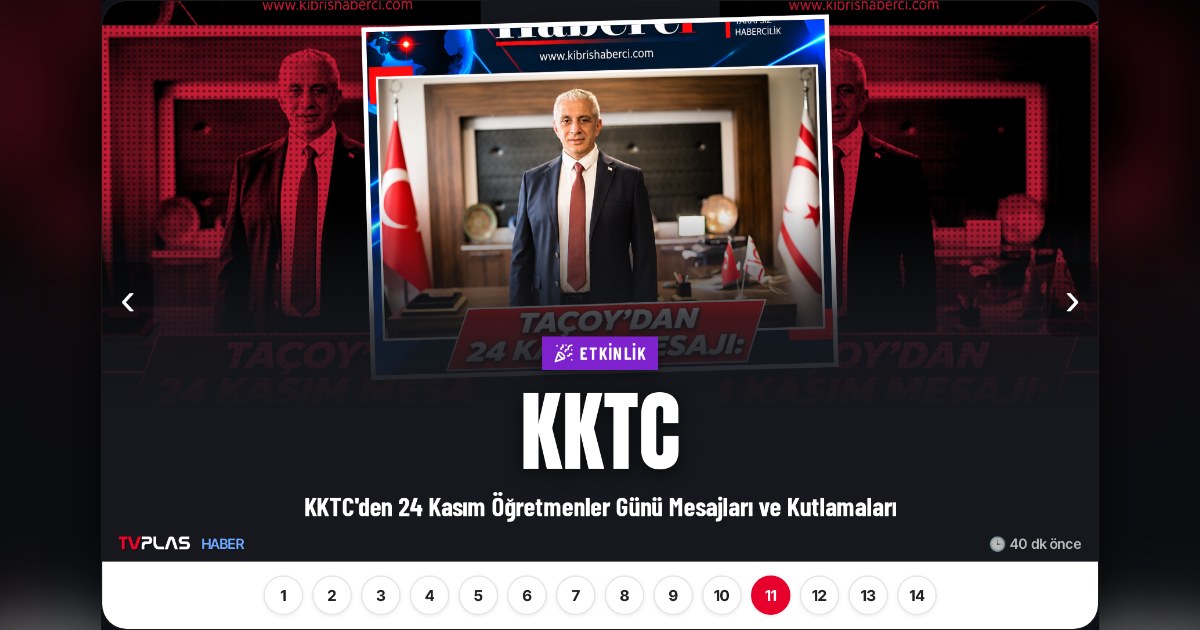 www.kibrishaberci.com
www.kibrishaberci.com
Haberci
HABERCİLİK
www.kibrishaberci.com
TAÇOY'DAN
ETKİNLİK
KKTC
KKTC'den 24 Kasım Öğretmenler Günü Mesajları ve Kutlamaları
TVPLAS HABER
40 dk önce
1 2 3 4 5 6 7 8 9 10 11 12 13 14